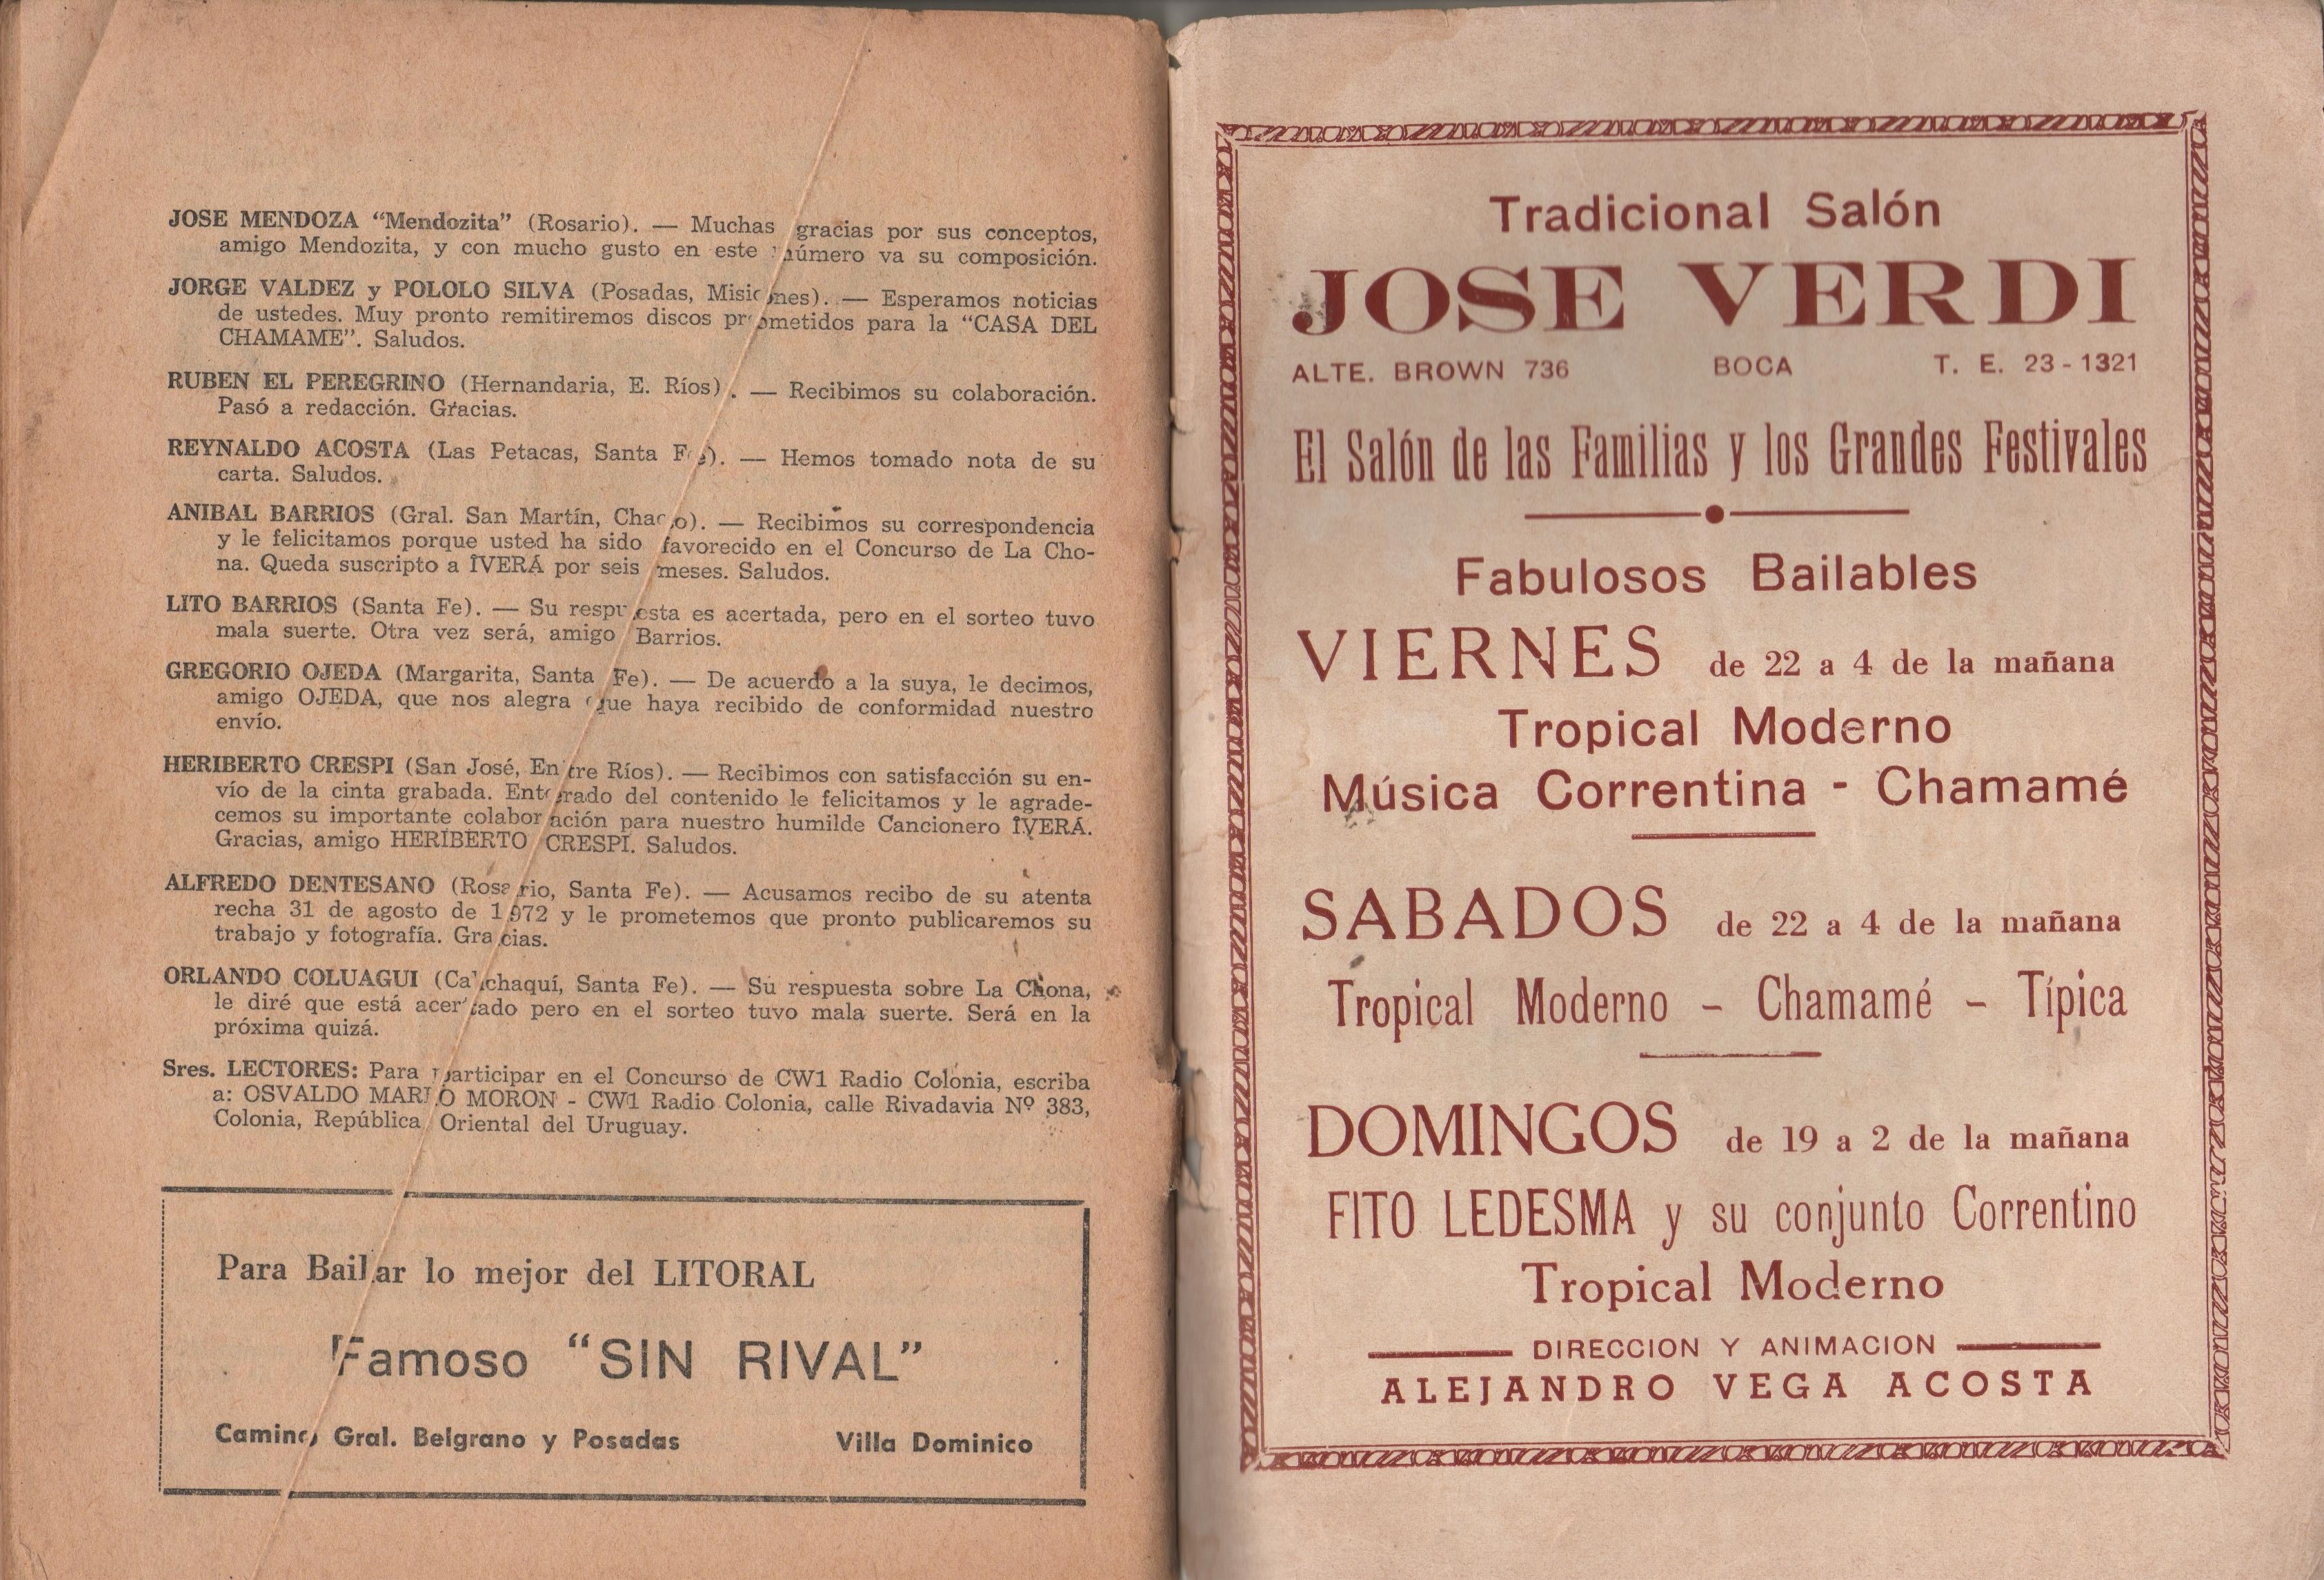 JOSE MENDOZA “Mendozita” (Rosario). — Muchas gracias por sus conceptos,
amigo Mendozita, y con mucho gusto en este número va su composición.
JORGE VALDEZ y POLOLO SILVA (Posadas, Misiones). — Esperamos noticias
de ustedes. Muy pronto remitiremos discos prometidos para la “CASA DEL
CHAMAME”. Saludos.
RUBEN EL PEREGRINO (Hernandaria, E. Ríos). — Recibimos su colaboración.
Pasó a redacción. Gracias.
REYNALDO ACOSTA (Las Petacas, Santa Fe). — Hemos tomado nota de su
carta. Saludos.
ANIBAL BARRIOS (Gral. San Martín, Chaco). — Recibimos su correspondencia
y le felicitamos porque usted ha sido favorecido en el Concurso de La Cho-
na. Queda suscripto a ÎVERÁ por seis meses. Saludos.
LITO BARRIOS (Santa Fe). — Su respuesta es acertada, pero en el sorteo tuvo
mala suerte. Otra vez será, amigo Barrios.
GREGORIO OJEDA (Margarita, Santa Fe). — De acuerdo a la suya, le decimos,
amigo OJEDA, que nos alegra que haya recibido de conformidad nuestro
envío.
HERIBERTO CRESPI (San José, Entre Ríos). — Recibimos con satisfacción su en-
vío de la cinta grabada. Enterado del contenido le felicitamos y le agrade-
cemos su importante colaboración para nuestro humilde Cancionero ÎVERÁ.
Gracias, amigo HERIBERTO CRESPI. Saludos.
ALFREDO DENTESANO (Rosario, Santa Fe). — Acusamos recibo de su atenta
recha 31 de agosto de 1972 y le prometemos que pronto publicaremos su
trabajo y fotografía. Gracias.
ORLANDO COLUAGUI (Calchaquí, Santa Fe). — Su respuesta sobre La Chona,
le diré que está acertado pero en el sorteo tuvo mala suerte. Será en la
próxima quizá.
Sres. LECTORES: Para participar en el Concurso de CW1 Radio Colonia, escriba
a: OSVALDO MARIO MORON - CW1 Radio Colonia, calle Rivadavia Nº 383,
Colonia, República Oriental del Uruguay.
Para Bailar lo mejor del LITORAL
Famoso “SIN RIVAL”
Camino Gral. Belgrano y Posadas Villa Dominico
Tradicional Salón
JOSE VERDI
ALTE. BROWN 736 BOCA T. E. 23-1321
El Salón de las Familias y los Grandes Festivales
Fabulosos Bailables
VIERNES de 22 a 4 de la mañana
Tropical Moderno
Música Correntina - Chamamé
SABADOS de 22 a 4 de la mañana
Tropical Moderno - Chamamé - Típica
DOMINGOS de 19 a 2 de la mañana
FITO LEDESMA y su conjunto Correntino
Tropical Moderno
DIRECCION Y ANIMACION
ALEJANDRO VEGA ACOSTA